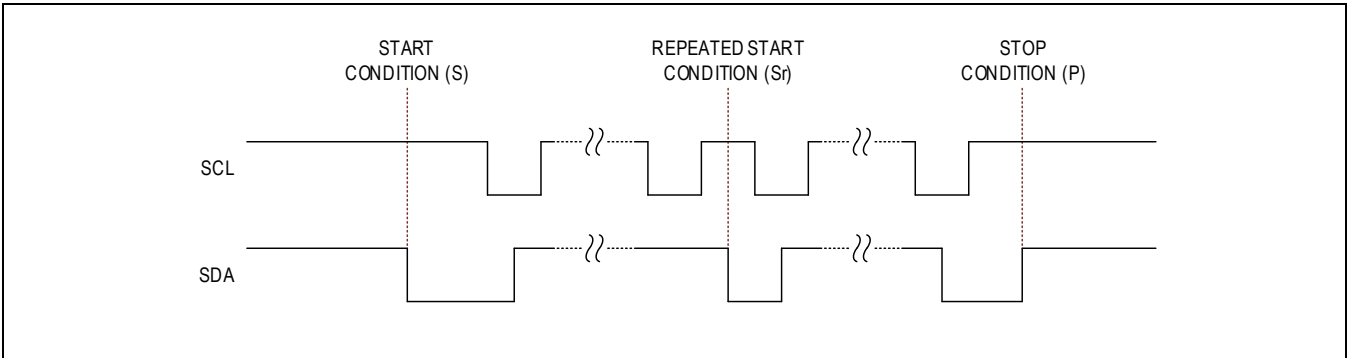 START
CONDITION (S)
REPEATED START
CONDITION (Sr)
STOP
CONDITION (P)
SCL
SDA